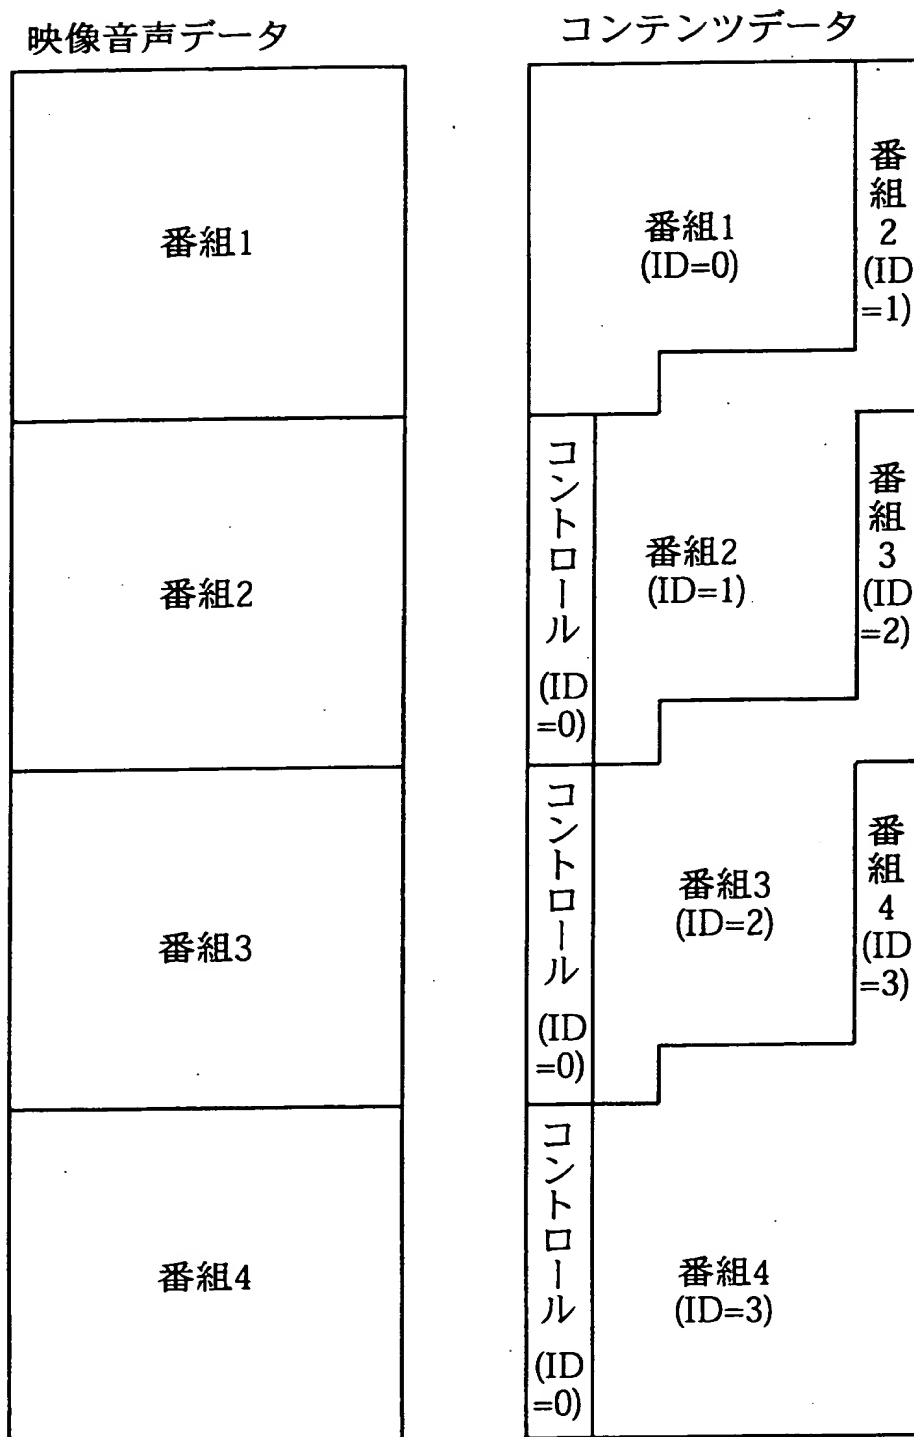 映像音声データ
番組1
番組2
番組3
番組4
コンテンツデータ
番組1
(ID=0)
番組2(ID=1)
コントロール(ID=0)
番組2
(ID=1)
番組3(ID=2)
コントロール(ID=0)
番組3
(ID=2)
番組4(ID=3)
コントロール(ID=0)
番組4
(ID=3)